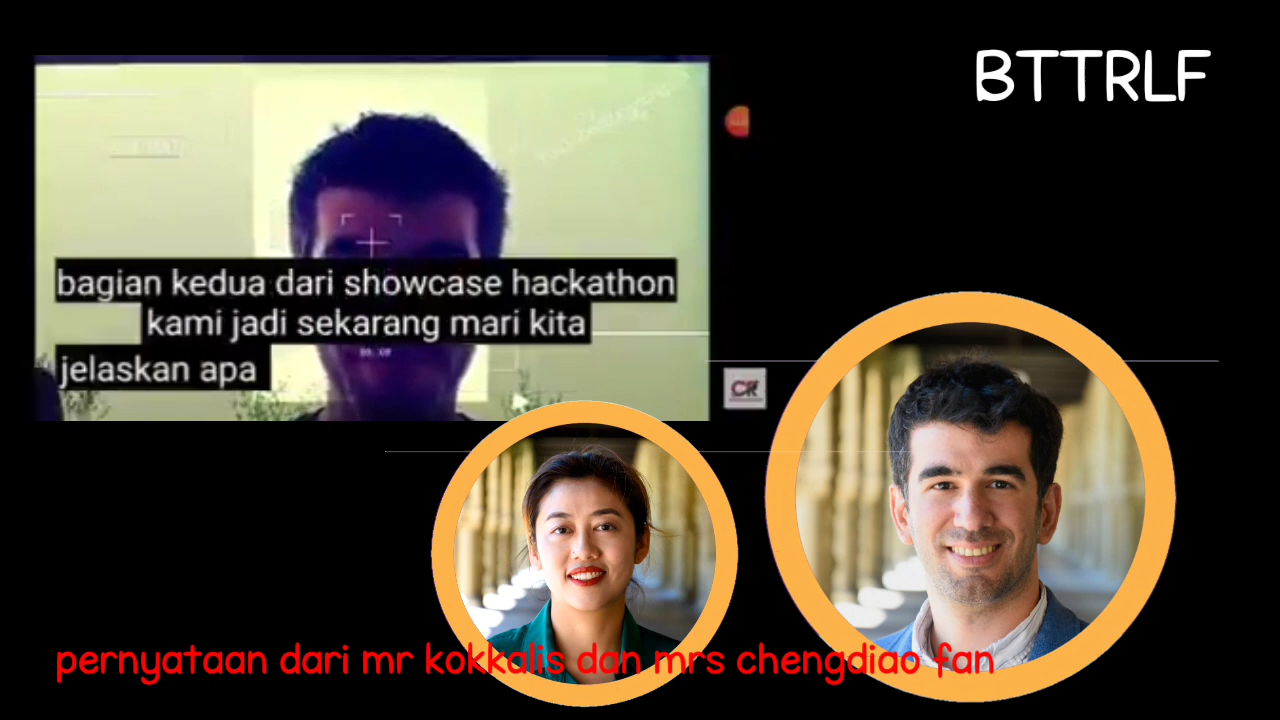 BTTRLF
bagian kedua dari showcase hackathon
kami jadi sekarang mari kita
jelaskan apa
pernyataan dari mr kokkalis dan mrs chengdiao fan